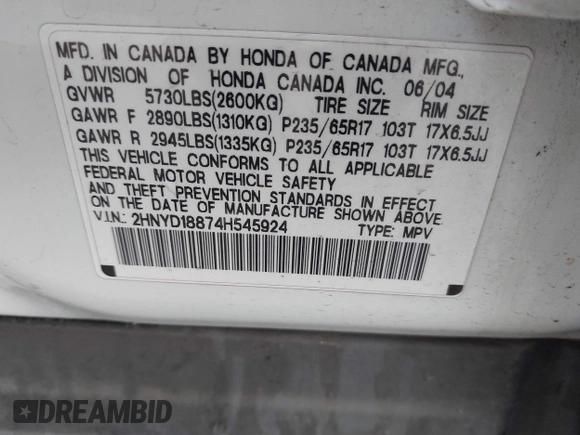 MFD. IN CANADA BY HONDA OF CANADA MFG.,
A DIVISION OF HONDA CANADA INC. 06/04
GVWR 5730LBS(2600KG) TIRE SIZE RIM SIZE
GAWR F 2890LBS(1310KG) P235/65R17 103T 17X6.5JJ
GAWR R 2945LBS(1335KG) P235/65R17 103T 17X6.5JJ
THIS VEHICLE CONFORMS TO ALL APPLICABLE
FEDERAL MOTOR VEHICLE SAFETY
AND THEFT PREVENTION STANDARDS IN EFFECT
ON THE DATE OF MANUFACTURE SHOWN ABOVE.
V.I.N.: 2HNYD18874H545924 TYPE: MPV
DREAMBID